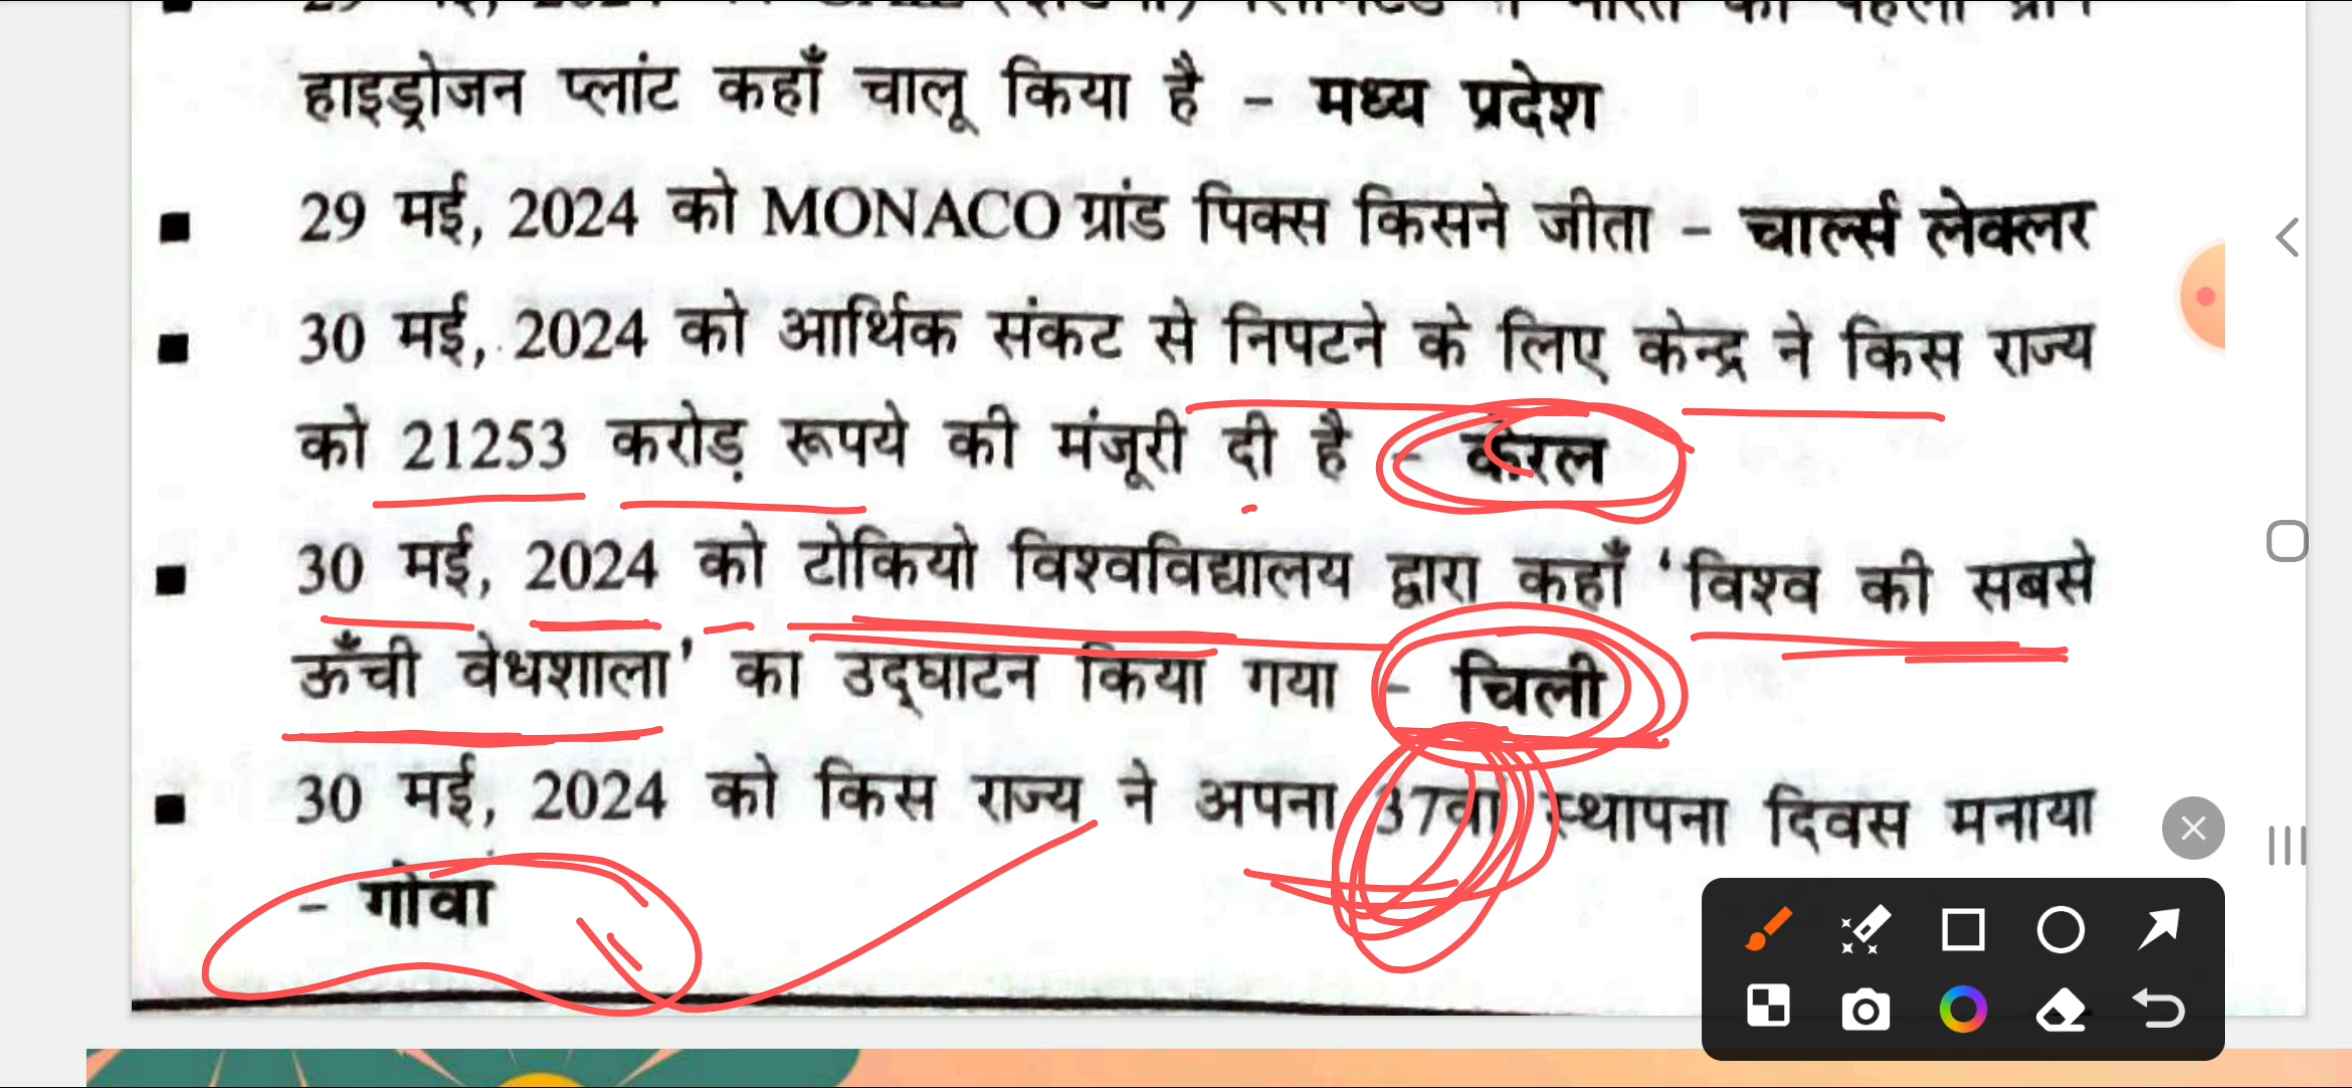 हाइड्रोजन प्लांट कहाँ चालू किया है – मध्य प्रदेश
29 मई, 2024 को MONACO ग्रांड पिक्स किसने जीता – चार्ल्स लेक्लर
30 मई, 2024 को आर्थिक संकट से निपटने के लिए केन्द्र ने किस राज्य
को 21253 करोड़ रूपये की मंजूरी दी है – केरल
30 मई, 2024 को टोकियो विश्वविद्यालय द्वारा कहाँ ‘विश्व की सबसे
ऊँची वेधशाला’ का उद्घाटन किया गया – चिली
30 मई, 2024 को किस राज्य ने अपना 37वां स्थापना दिवस मनाया
– गोवा